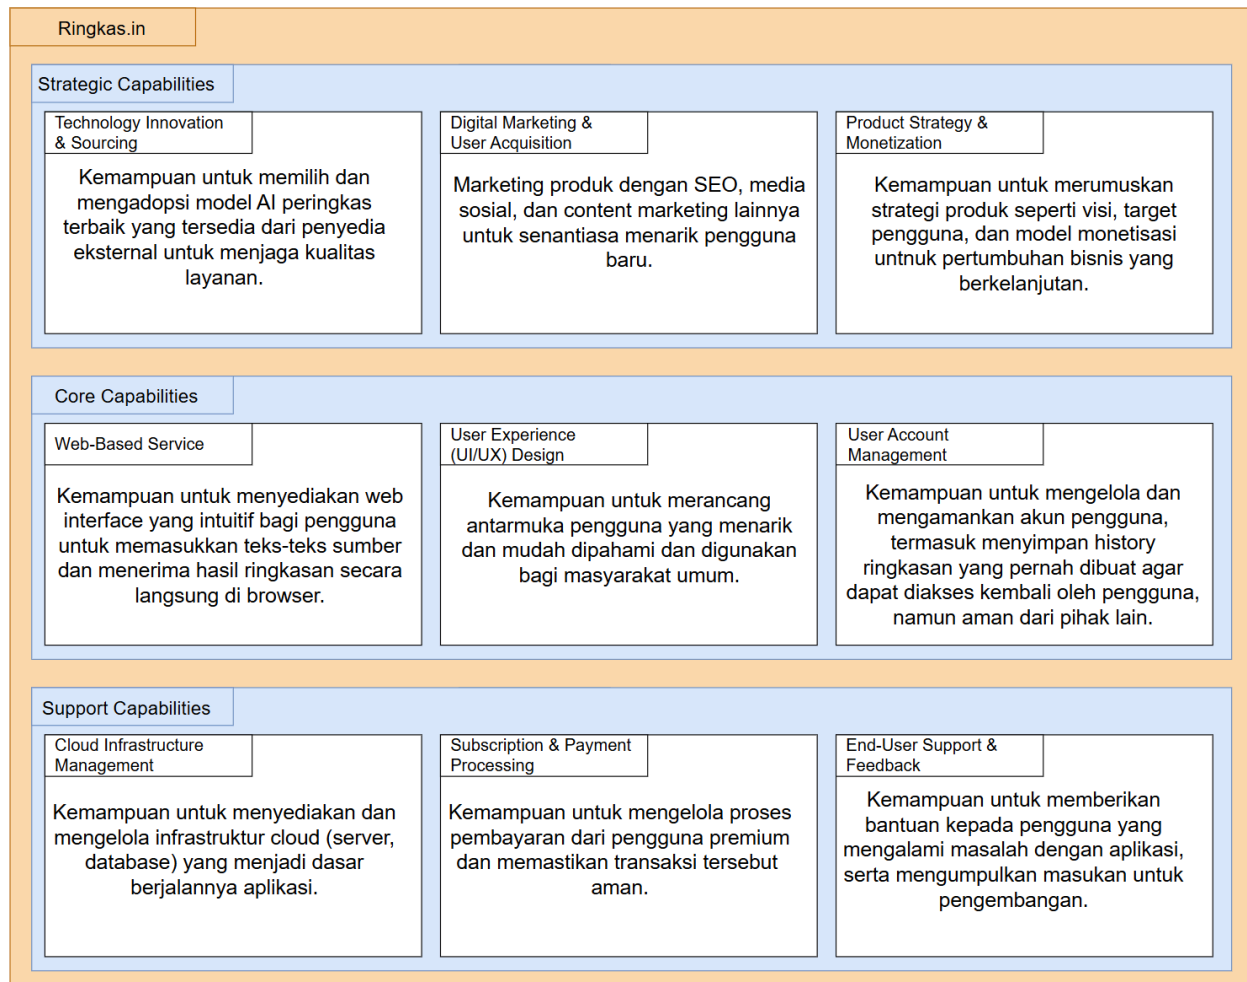 Ringkas.in
Strategic Capabilities
Technology Innovation
& Sourcing
Kemampuan untuk memilih dan
mengadopsi model AI peringkas
terbaik yang tersedia dari penyedia
eksternal untuk menjaga kualitas
layanan.
Digital Marketing &
User Acquisition
Marketing produk dengan SEO, media
sosial, dan content marketing lainnya
untuk senantiasa menarik pengguna
baru.
Product Strategy &
Monetization
Kemampuan untuk merumuskan
strategi produk seperti visi, target
pengguna, dan model monetisasi
untnuk pertumbuhan bisnis yang
berkelanjutan.
Core Capabilities
Web-Based Service
Kemampuan untuk menyediakan web
interface yang intuitif bagi pengguna
untuk memasukkan teks-teks sumber
dan menerima hasil ringkasan secara
langsung di browser.
User Experience
(UI/UX) Design
Kemampuan untuk merancang
antarmuka pengguna yang menarik
dan mudah dipahami dan digunakan
bagi masyarakat umum.
User Account
Management
Kemampuan untuk mengelola dan
mengamankan akun pengguna,
termasuk menyimpan history
ringkasan yang pernah dibuat agar
dapat diakses kembali oleh pengguna,
namun aman dari pihak lain.
Support Capabilities
Cloud Infrastructure
Management
Kemampuan untuk menyediakan dan
mengelola infrastruktur cloud (server,
database) yang menjadi dasar
berjalannya aplikasi.
Subscription & Payment
Processing
Kemampuan untuk mengelola proses
pembayaran dari pengguna premium
dan memastikan transaksi tersebut
aman.
End-User Support &
Feedback
Kemampuan untuk memberikan
bantuan kepada pengguna yang
mengalami masalah dengan aplikasi,
serta mengumpulkan masukan untuk
pengembangan.